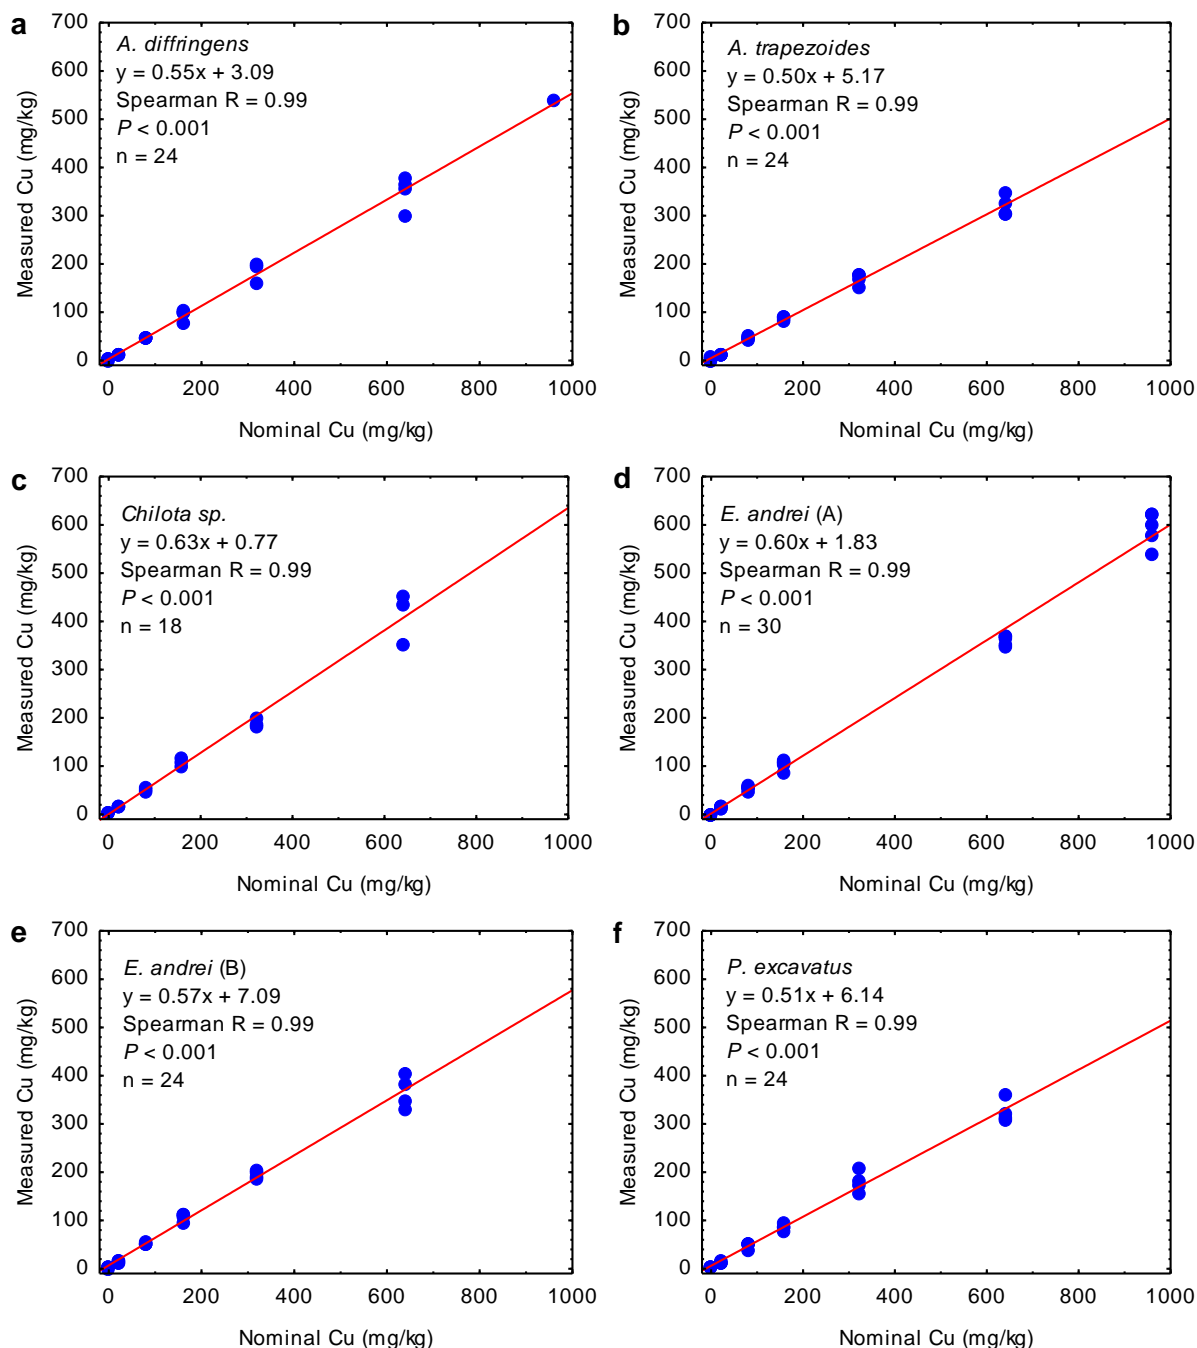 a
A. diffringens
y = 0.55x + 3.09
Spearman R = 0.99
P < 0.001
n = 24
Measured Cu (mg/kg)
700
600
500
400
300
200
100
0
0 200 400 600 800 1000
Nominal Cu (mg/kg)
b
A. trapezoides
y = 0.50x + 5.17
Spearman R = 0.99
P < 0.001
n = 24
Measured Cu (mg/kg)
700
600
500
400
300
200
100
0
0 200 400 600 800 1000
Nominal Cu (mg/kg)
c
Chilota sp.
y = 0.63x + 0.77
Spearman R = 0.99
P < 0.001
n = 18
Measured Cu (mg/kg)
700
600
500
400
300
200
100
0
0 200 400 600 800 1000
Nominal Cu (mg/kg)
d
E. andrei (A)
y = 0.60x + 1.83
Spearman R = 0.99
P < 0.001
n = 30
Measured Cu (mg/kg)
700
600
500
400
300
200
100
0
0 200 400 600 800 1000
Nominal Cu (mg/kg)
e
E. andrei (B)
y = 0.57x + 7.09
Spearman R = 0.99
P < 0.001
n = 24
Measured Cu (mg/kg)
700
600
500
400
300
200
100
0
0 200 400 600 800 1000
Nominal Cu (mg/kg)
f
P. excavatus
y = 0.51x + 6.14
Spearman R = 0.99
P < 0.001
n = 24
Measured Cu (mg/kg)
700
600
500
400
300
200
100
0
0 200 400 600 800 1000
Nominal Cu (mg/kg)